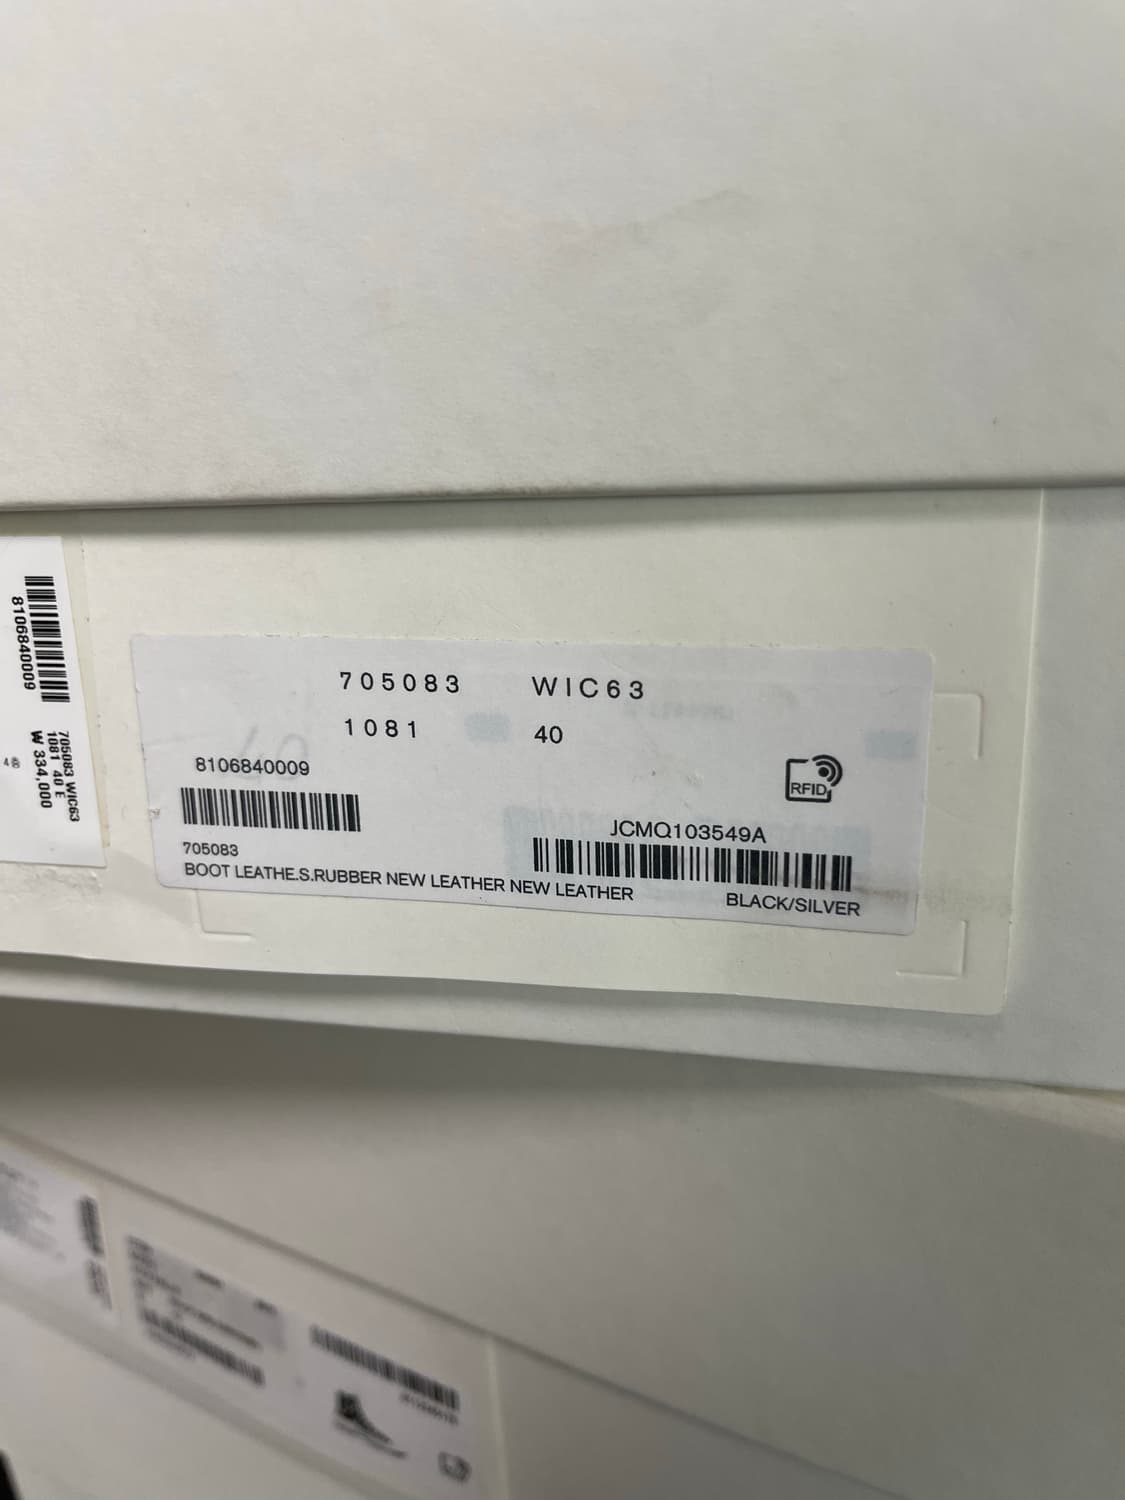 705083 WIC63
1081 40
8106840009
RFID
JCMQ103549A
705083
BOOT LEATHE.S.RUBBER NEW LEATHER NEW LEATHER
BLACK/SILVER
8106840009
705083 WIC63
1081 40 E
₩ 334,000